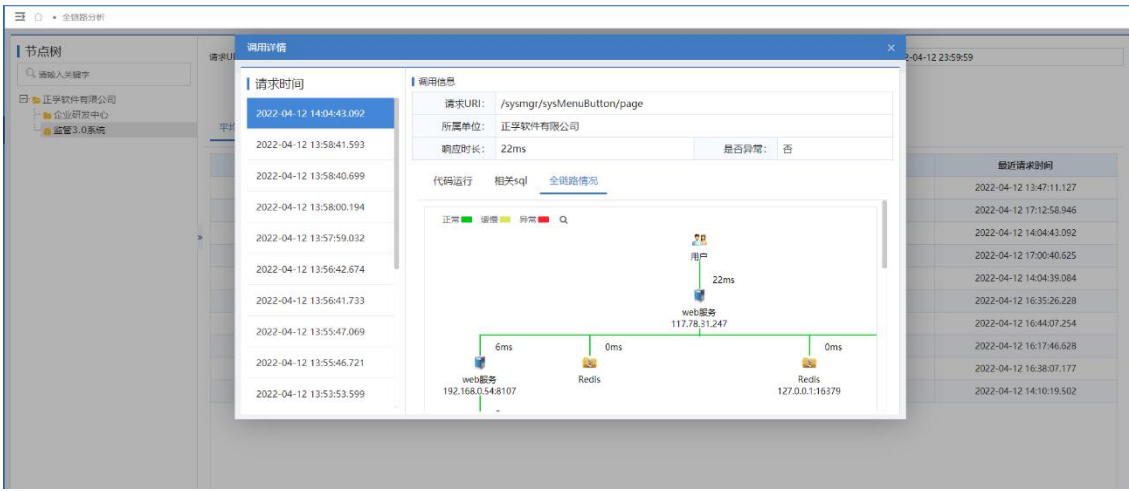 全链路分析
节点树
请输入关键字
正孚软件有限公司
企业研发中心
监管3.0系统
请求U
2-04-12 23:59:59
平均
最近请求时间
2022-04-12 13:47:11.127
2022-04-12 17:12:58.946
2022-04-12 14:04:43.092
2022-04-12 17:00:40.625
2022-04-12 14:04:39.084
2022-04-12 16:35:26.228
2022-04-12 16:44:07.254
2022-04-12 16:17:46.628
2022-04-12 16:38:07.177
2022-04-12 14:10:19.502
调用详情
请求时间
2022-04-12 14:04:43.092
2022-04-12 13:58:41.593
2022-04-12 13:58:40.699
2022-04-12 13:58:00.194
2022-04-12 13:57:59.032
2022-04-12 13:56:42.674
2022-04-12 13:56:41.733
2022-04-12 13:55:47.069
2022-04-12 13:55:46.721
2022-04-12 13:53:53.599
调用信息
请求URI: /sysmgr/sysMenuButton/page
所属单位: 正孚软件有限公司
响应时长: 22ms 是否异常: 否
代码运行 相关sql 全链路情况
正常 缓慢 异常
用户
22ms
web服务
117.78.31.247
6ms 0ms 0ms
web服务 Redis Redis
192.168.0.54:8107 127.0.0.1:16379